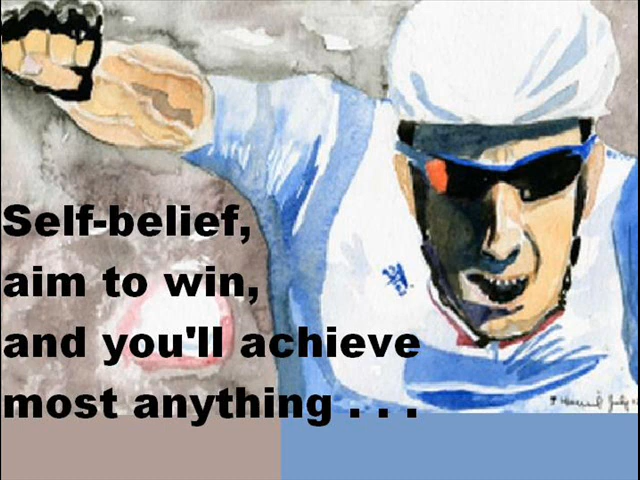 Self-belief,
aim to win,
and you'll achieve
most anything . . .